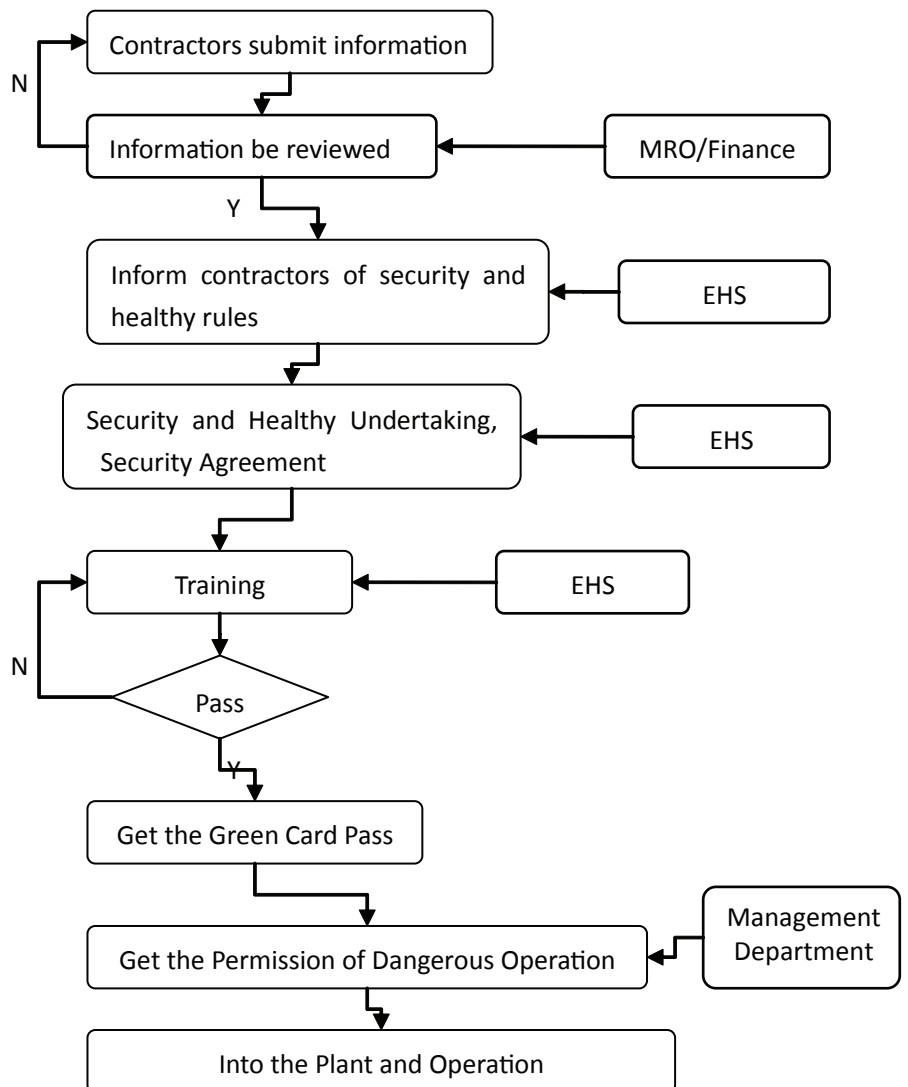 Contractors submit information
N
Information be reviewed
MRO/Finance
Y
Inform contractors of security and
healthy rules
EHS
Security and Healthy Undertaking,
Security Agreement
EHS
Training
EHS
N
Pass
Y
Get the Green Card Pass
Management
Department
Get the Permission of Dangerous Operation
Into the Plant and Operation